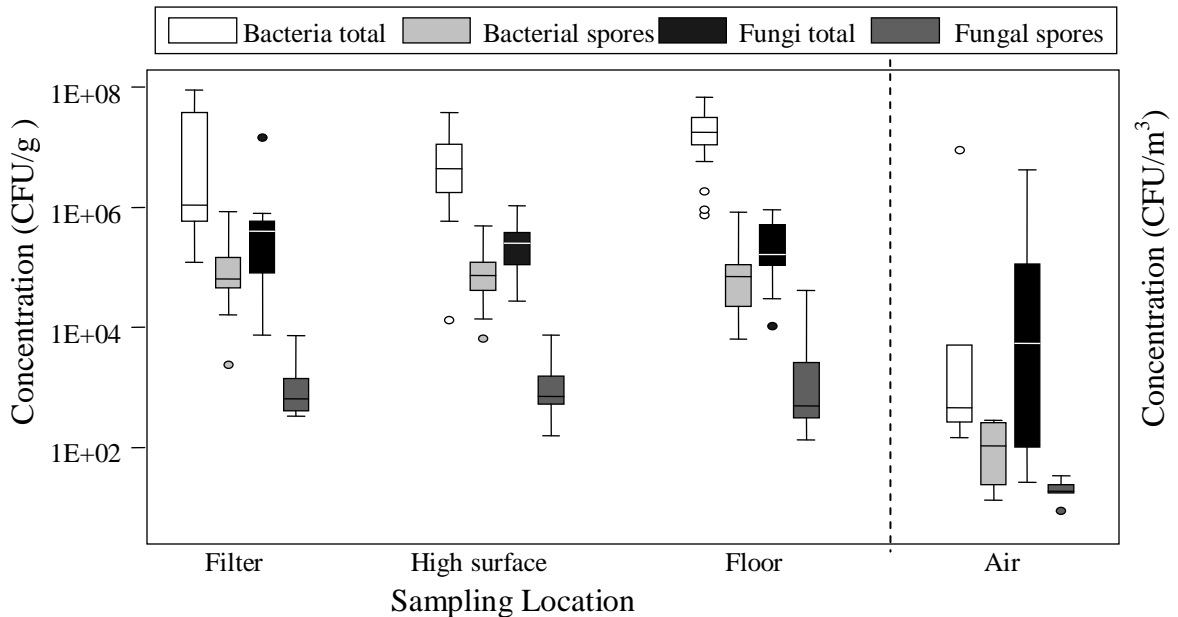 Bacteria total Bacterial spores Fungi total Fungal spores
Concentration (CFU/g)
1E+08
1E+06
1E+04
1E+02
Concentration (CFU/m³)
Filter High surface Floor Air
Sampling Location